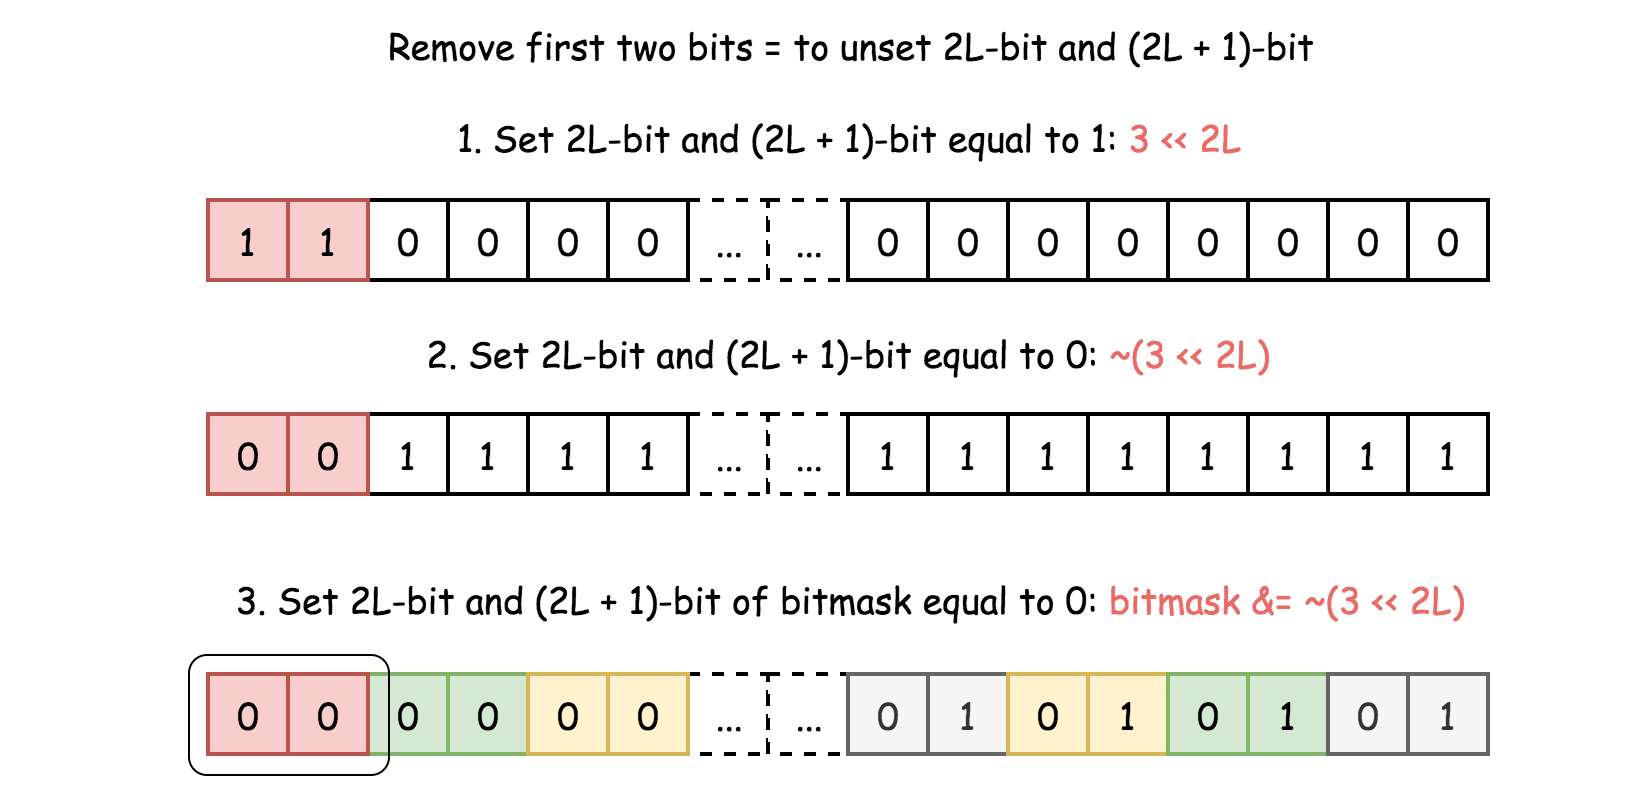 Remove first two bits = to unset 2L-bit and (2L + 1)-bit
1. Set 2L-bit and (2L + 1)-bit equal to 1: 3 << 2L
1 1 0 0 0 0 ... ... 0 0 0 0 0 0 0 0
2. Set 2L-bit and (2L + 1)-bit equal to 0: ~(3 << 2L)
0 0 1 1 1 1 ... ... 1 1 1 1 1 1 1 1
3. Set 2L-bit and (2L + 1)-bit of bitmask equal to 0: bitmask &= ~(3 << 2L)
0 0 0 0 0 0 ... ... 0 1 0 1 0 1 0 1